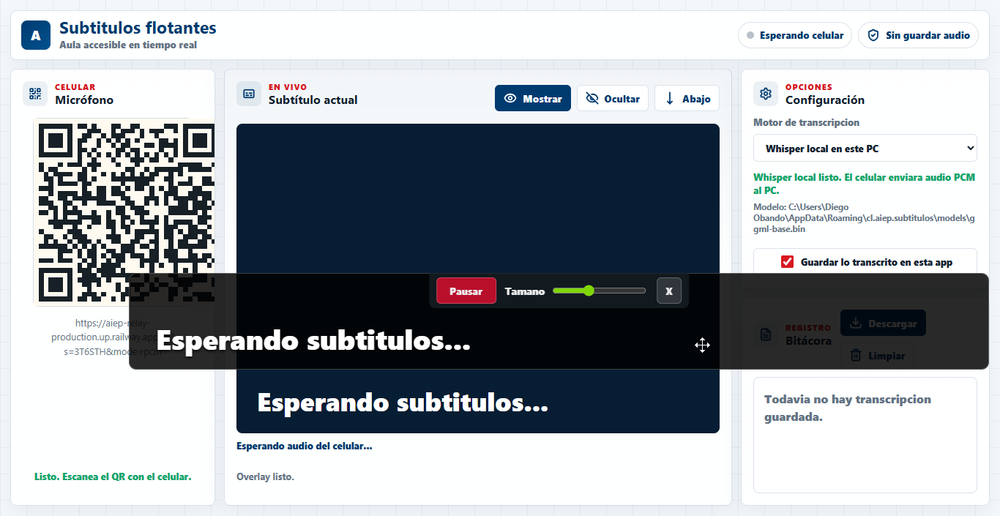 A
Subtitulos flotantes
Aula accesible en tiempo real
Esperando celular
Sin guardar audio
CELULAR
Micrófono
https://aiep-relay-
production.up.railway.app
s=3T6STH&mode=pcm
Listo. Escanea el QR con el celular.
EN VIVO
Subtítulo actual
Mostrar
Ocultar
Abajo
Pausar
Tamano
X
Esperando subtitulos...
Esperando subtitulos...
Esperando audio del celular...
Overlay listo.
OPCIONES
Configuración
Motor de transcripcion
Whisper local en este PC
Whisper local listo. El celular enviara audio PCM
al PC.
Modelo: C:\Users\Diego
Obando\AppData\Roaming\cl.aiep.subtitulos\models\g
gml-base.bin
Guardar lo transcrito en esta app
REGISTRO
Bitácora
Descargar
Limpiar
Todavia no hay transcripcion
guardada.